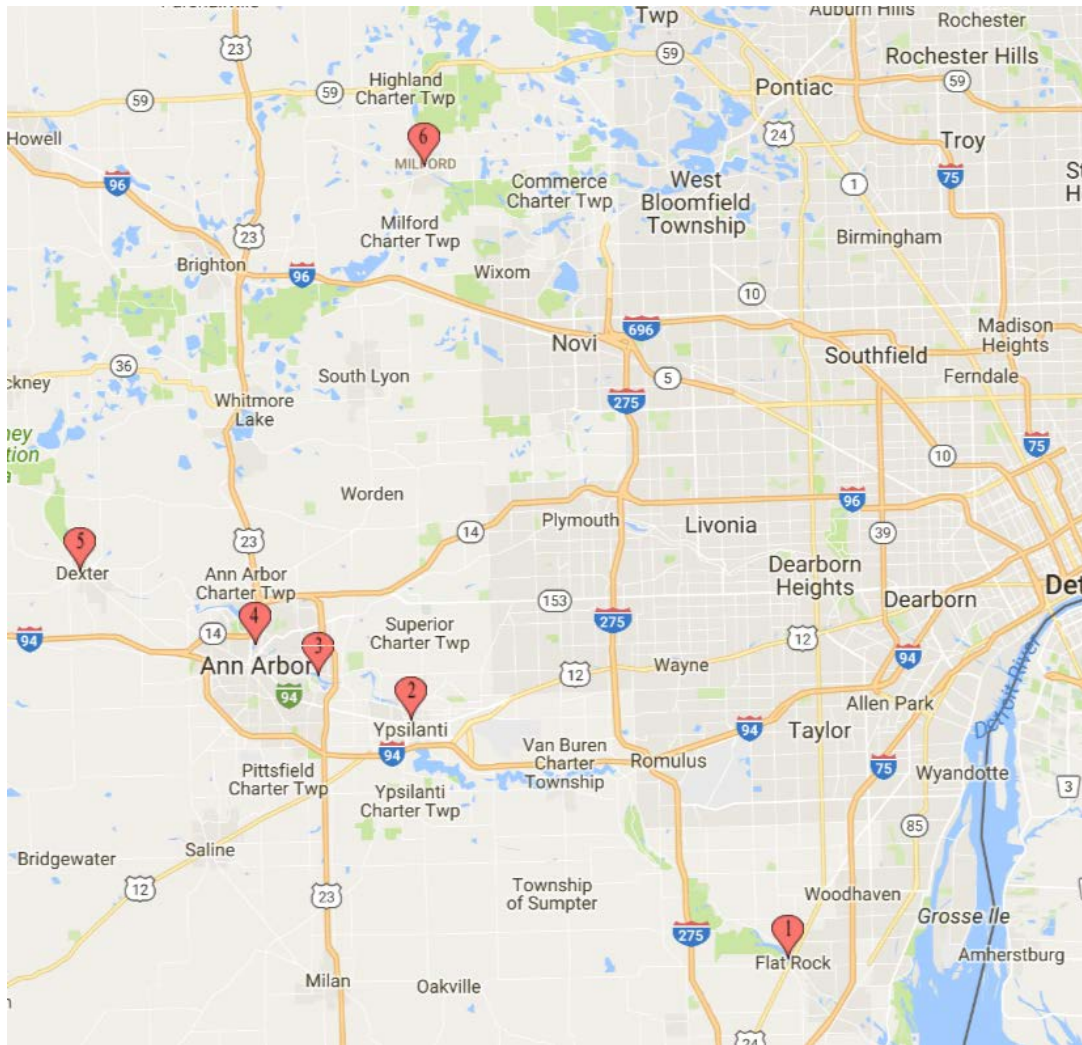 Twp
Auburn Hills
Rochester
23
59
Rochester Hills
59
Highland
Charter Twp
Pontiac
59
59
24
Howell
6
MILFORD
Troy
96
Commerce
Charter Twp
West
Bloomfield
Township
1
75
Milford
Charter Twp
23
Birmingham
Brighton
96
Wixom
10
Novi
696
Madison
Heights
Southfield
36
South Lyon
5
Ferndale
275
Whitmore
Lake
75
10
Worden
96
Plymouth
Livonia
14
39
5
Dexter
23
Ann Arbor
Charter Twp
Dearborn
Heights
153
Dearborn
4
14
94
Superior
Charter Twp
275
12
3
Ann Arbor
94
12
Wayne
94
Detroit River
2
Ypsilanti
Allen Park
94
Van Buren
Charter
Township
94
Taylor
Romulus
75
Wyandotte
3
Pittsfield
Charter Twp
Ypsilanti
Charter Twp
85
Saline
Bridgewater
12
23
Township
of Sumpter
Woodhaven
Grosse Ile
275
1
Flat Rock
Amherstburg
Milan
Oakville
24